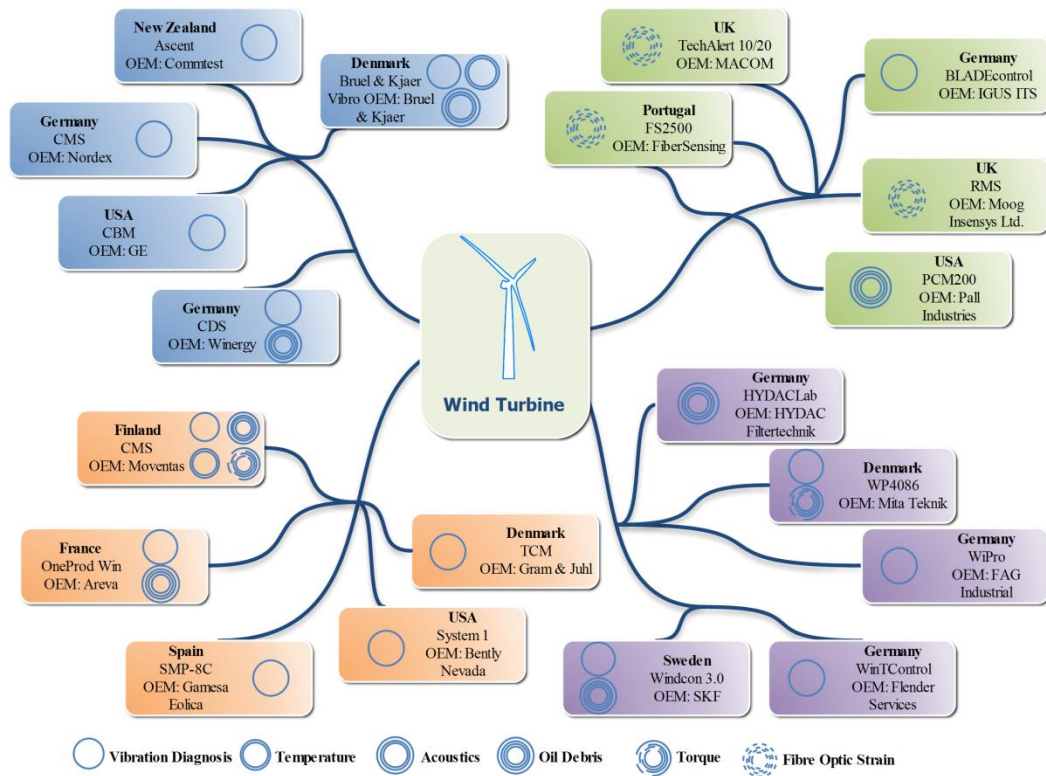 New Zealand
Ascent
OEM: Commtest
Denmark
Bruel & Kjaer
Vibro OEM: Bruel
& Kjaer
Germany
CMS
OEM: Nordex
USA
CBM
OEM: GE
Germany
CDS
OEM: Winergy
UK
TechAlert 10/20
OEM: MACOM
Germany
BLADEcontrol
OEM: IGUS ITS
Portugal
FS2500
OEM: FiberSensing
UK
RMS
OEM: Moog
Insensys Ltd.
USA
PCM200
OEM: Pall
Industries
Wind Turbine
Finland
CMS
OEM: Moventas
France
OneProd Win
OEM: Areva
Spain
SMP-8C
OEM: Gamesa
Eolica
Denmark
TCM
OEM: Gram & Juhl
USA
System 1
OEM: Bently
Nevada
Germany
HYDACLab
OEM: HYDAC
Filtertechnik
Denmark
WP4086
OEM: Mita Teknik
Germany
WiPro
OEM: FAG
Industrial
Sweden
Windcon 3.0
OEM: SKF
Germany
WinTControl
OEM: Flender
Services
Vibration Diagnosis
Temperature
Acoustics
Oil Debris
Torque
Fibre Optic Strain